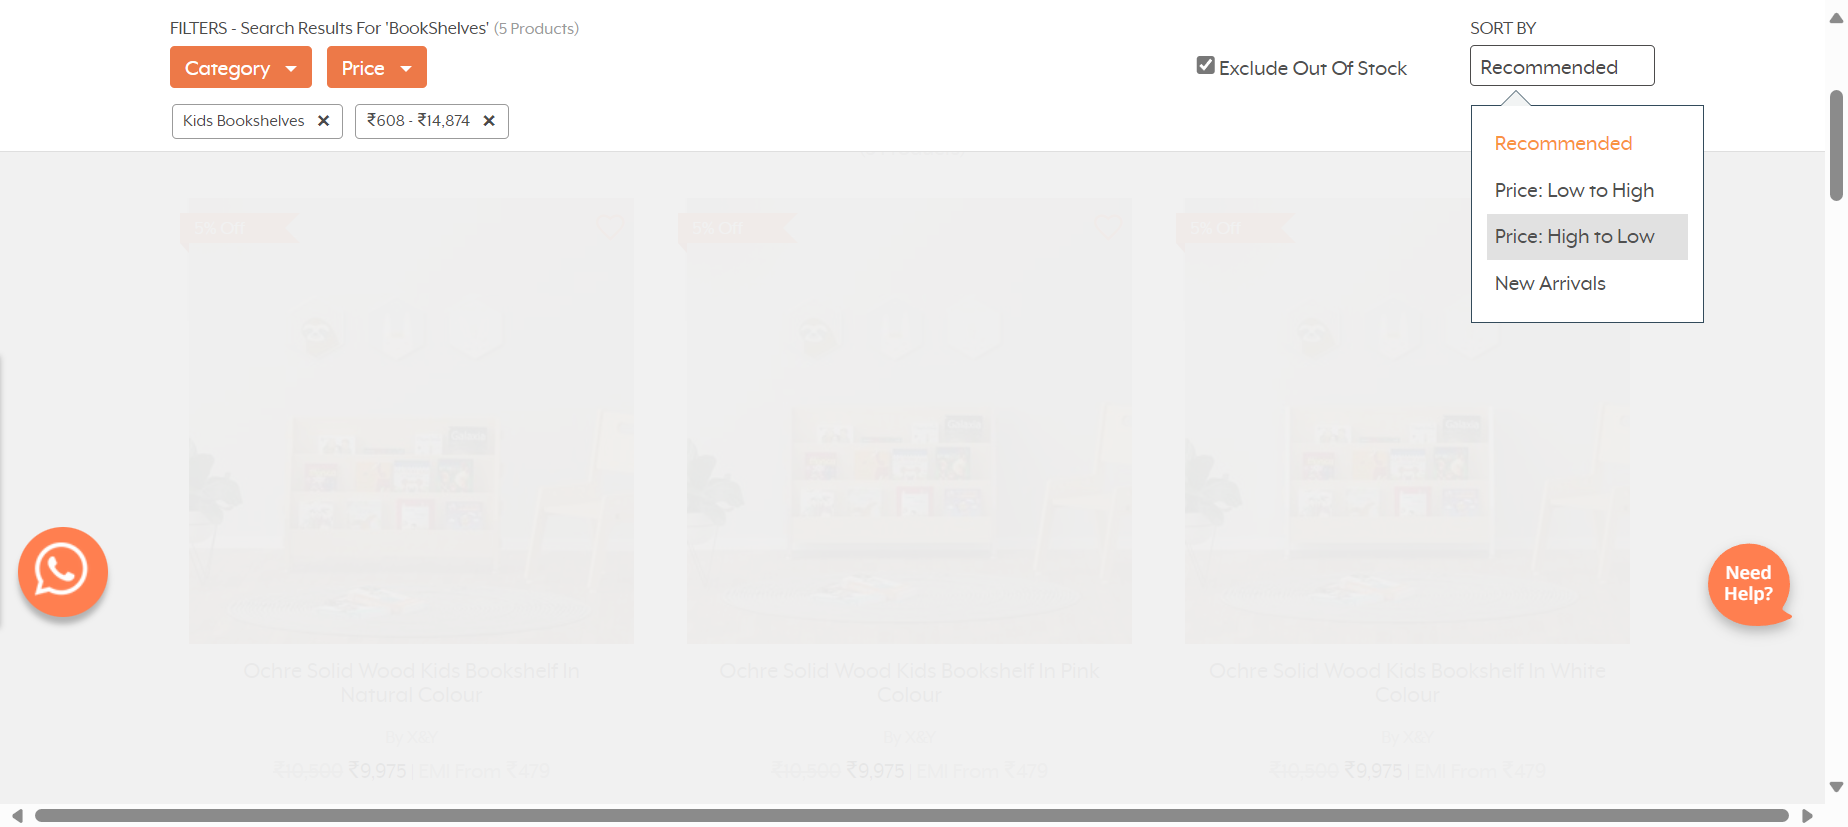 FILTERS - Search Results For 'BookShelves' (5 Products)
SORT BY
Category
Price
Exclude Out Of Stock
Recommended
Kids Bookshelves ✕
₹608 - ₹14,874 ✕
Recommended
Price: Low to High
Price: High to Low
New Arrivals
5% Off
5% Off
5% Off
Need
Help?
Ochre Solid Wood Kids Bookshelf In
Natural Colour
By X&Y
₹10,500 ₹9,975 | EMI From ₹479
Ochre Solid Wood Kids Bookshelf In Pink
Colour
By X&Y
₹10,500 ₹9,975 | EMI From ₹479
Ochre Solid Wood Kids Bookshelf In White
Colour
By X&Y
₹10,500 ₹9,975 | EMI From ₹479